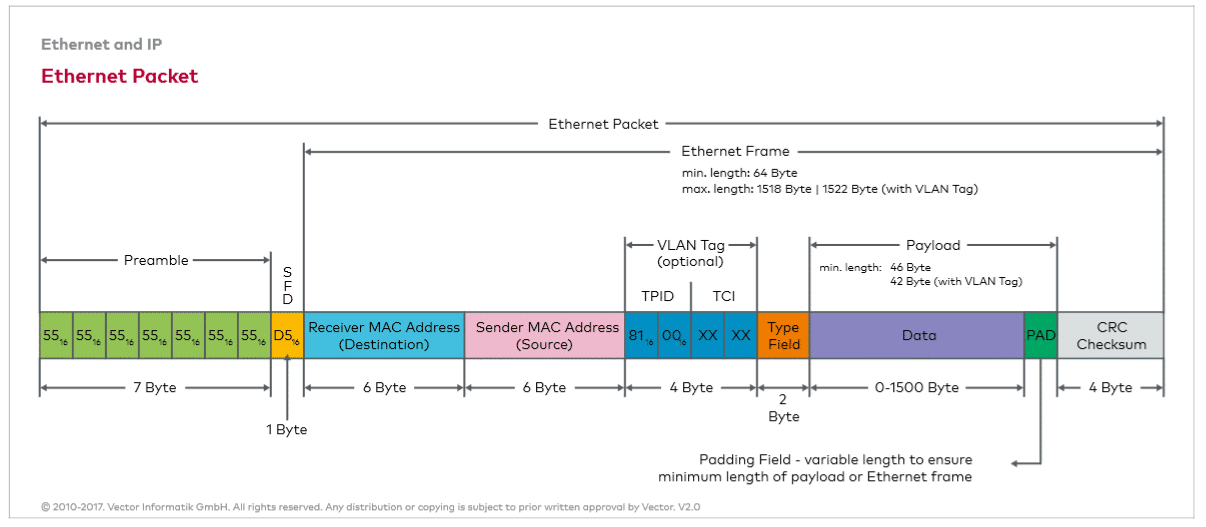 Ethernet and IP
Ethernet Packet
Ethernet Packet
Ethernet Frame
min. length: 64 Byte
max. length: 1518 Byte | 1522 Byte (with VLAN Tag)
Preamble
S
F
D
VLAN Tag
(optional)
TPID TCI
Payload
min. length: 46 Byte
42 Byte (with VLAN Tag)
55₁₆ 55₁₆ 55₁₆ 55₁₆ 55₁₆ 55₁₆ 55₁₆ D5₁₆
Receiver MAC Address
(Destination)
Sender MAC Address
(Source)
81₁₆ 00₁₆ XX XX
Type
Field
Data
PAD
CRC
Checksum
7 Byte
1 Byte
6 Byte
6 Byte
4 Byte
2
Byte
0-1500 Byte
4 Byte
Padding Field - variable length to ensure
minimum length of payload or Ethernet frame
© 2010-2017. Vector Informatik GmbH. All rights reserved. Any distribution or copying is subject to prior written approval by Vector. V2.0